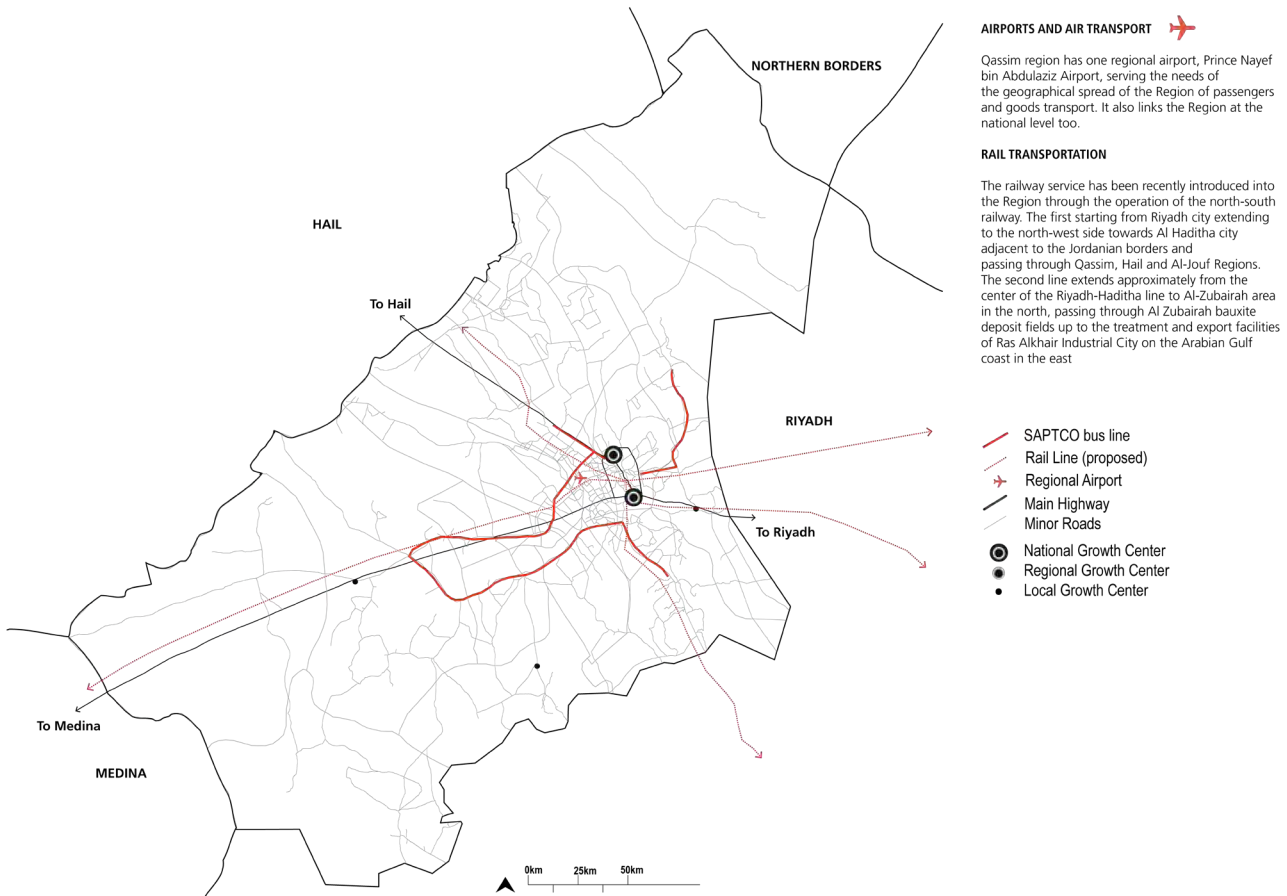 NORTHERN BORDERS
HAIL
To Hail
RIYADH
To Riyadh
To Medina
MEDINA
0km 25km 50km
AIRPORTS AND AIR TRANSPORT
Qassim region has one regional airport, Prince Nayef
bin Abdulaziz Airport, serving the needs of
the geographical spread of the Region of passengers
and goods transport. It also links the Region at the
national level too.
RAIL TRANSPORTATION
The railway service has been recently introduced into
the Region through the operation of the north-south
railway. The first starting from Riyadh city extending
to the north-west side towards Al Haditha city
adjacent to the Jordanian borders and
passing through Qassim, Hail and Al-Jouf Regions.
The second line extends approximately from the
center of the Riyadh-Haditha line to Al-Zubairah area
in the north, passing through Al Zubairah bauxite
deposit fields up to the treatment and export facilities
of Ras Alkhair Industrial City on the Arabian Gulf
coast in the east
SAPTCO bus line
Rail Line (proposed)
Regional Airport
Main Highway
Minor Roads
National Growth Center
Regional Growth Center
Local Growth Center